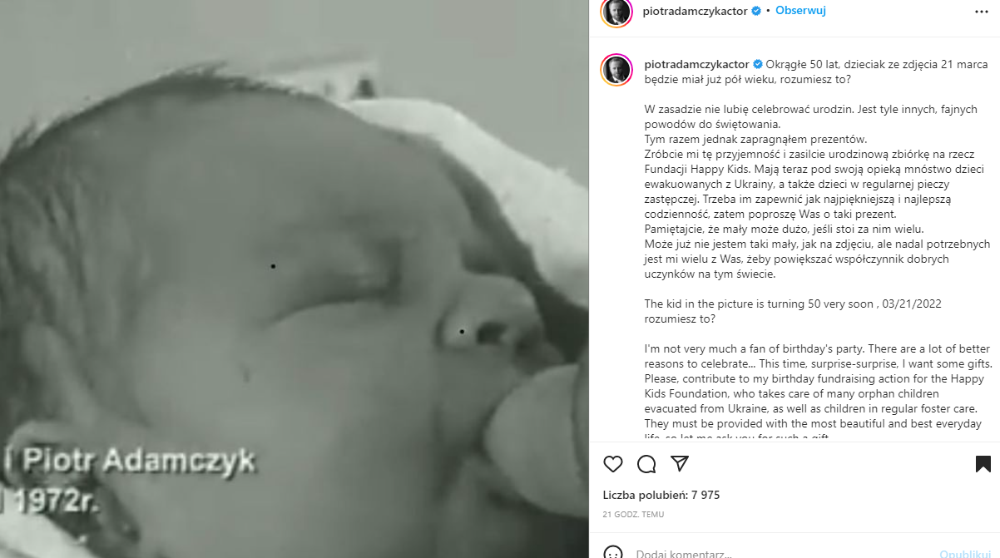 piotradamczykactor • Obserwuj
piotradamczykactor Okrągłe 50 lat, dzieciak ze zdjęcia 21 marca
będzie miał już pół wieku, rozumiesz to?
W zasadzie nie lubię celebrować urodzin. Jest tyle innych, fajnych
powodów do świętowania.
Tym razem jednak zapragnąłem prezentów.
Zróbcie mi tę przyjemność i zasilcie urodzinową zbiórkę na rzecz
Fundacji Happy Kids. Mają teraz pod swoją opieką mnóstwo dzieci
ewakuowanych z Ukrainy, a także dzieci w regularnej pieczy
zastępczej. Trzeba im zapewnić jak najpiękniejszą i najlepszą
codzienność, zatem poproszę Was o taki prezent.
Pamiętajcie, że mały może dużo, jeśli stoi za nim wielu.
Może już nie jestem taki mały, jak na zdjęciu, ale nadal potrzebnych
jest mi wielu z Was, żeby powiększać współczynnik dobrych
uczynków na tym świecie.
The kid in the picture is turning 50 very soon , 03/21/2022
rozumiesz to?
I'm not very much a fan of birthday's party. There are a lot of better
reasons to celebrate... This time, surprise-surprise, I want some gifts.
Please, contribute to my birthday fundraising action for the Happy
Kids Foundation, who takes care of many orphan children
evacuated from Ukraine, as well as children in regular foster care.
They must be provided with the most beautiful and best everyday
life, so let me ask you for such a gift
Liczba polubień: 7 975
21 GODZ. TEMU
Dodaj komentarz...
Opublikuj
i Piotr Adamczyk
1972r.